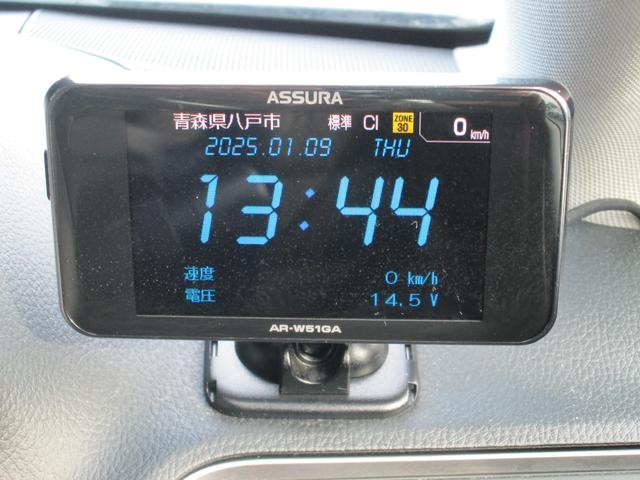 ASSURA
青森県八戸市 標準 CI ZONE 30 0 km/h
2025.01.09 THU
13:44
速度 0 km/h
電圧 14.5 V
AR-W51GA